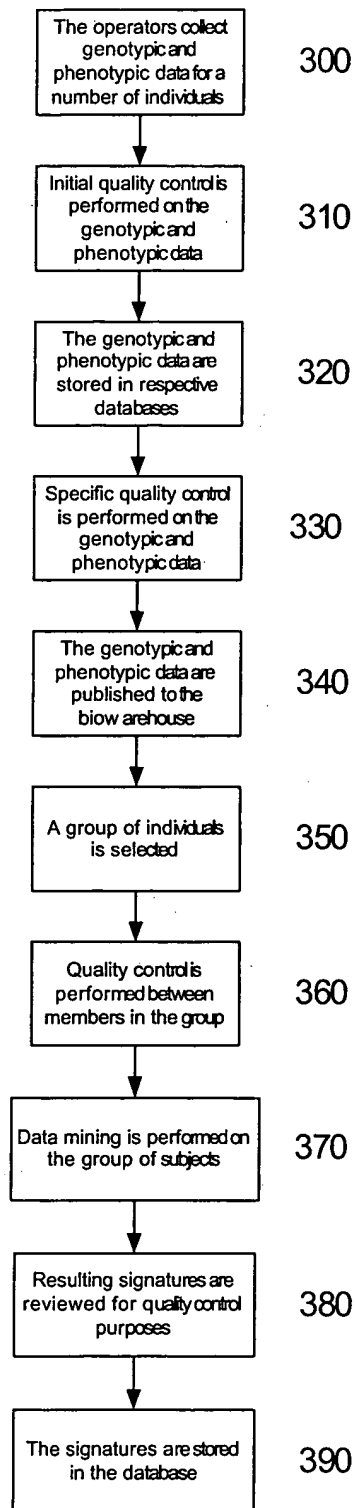 The operators collect
genotypic and
phenotypic data for a
number of individuals
300
Initial quality control is
performed on the
genotypic and
phenotypic data
310
The genotypic and
phenotypic data are
stored in respective
databases
320
Specific quality control
is performed on the
genotypic and
phenotypic data
330
The genotypic and
phenotypic data are
published to the
biow arehouse
340
A group of individuals
is selected
350
Quality control is
performed between
members in the group
360
Data mining is performed on
the group of subjects
370
Resulting signatures are
reviewed for quality control
purposes
380
The signatures are stored
in the database
390